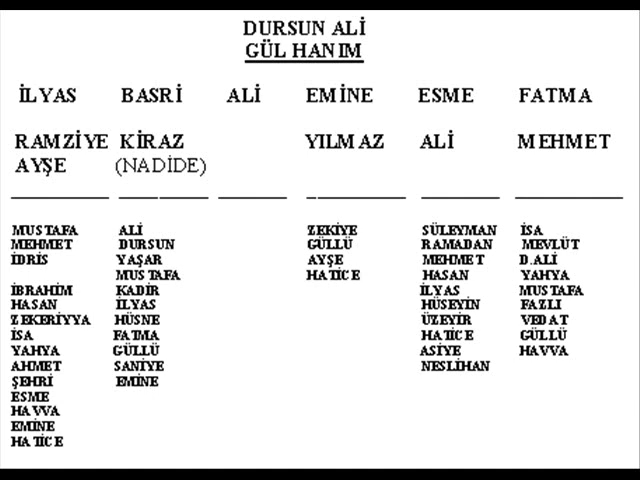 DURSUN ALİ
GÜL HANIM
İLYAS BASRİ ALİ EMİNE ESME FATMA
RAMZİYE KİRAZ YILMAZ ALİ MEHMET
AYŞE (NADİDE)
MUSTAFA ALİ ZEKİYE SÜLEYMAN İSA
MEHMET DURSUN GÜLLÜ RAMADAN MEVLÜT
İDRİS YAŞAR AYŞE MEHMET D.ALİ
MUSTAFA HATİCE HASAN YAHYA
İBRAHİM KADİR İLYAS MUSTAFA
HASAN İLYAS HÜSEYİN FAZLI
ZEKERİYYA HÜSNE ÜZEYİR VEDAT
İSA FATMA HATİCE GÜLLÜ
YAHYA GÜLLÜ ASİYE HAVVA
AHMET SANİYE NESLİHAN
ŞEHRİ EMİNE
ESME
HAVVA
EMİNE
HATİCE